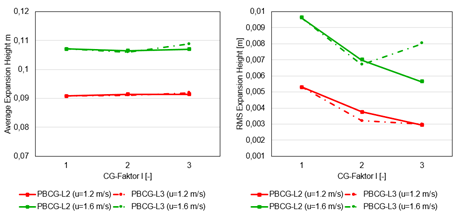 0,12
0,11
0,1
0,09
0,08
0,07
Average Expansion Height m
1 2 3
CG-Faktor l [-]
PBCG-L2 (u=1.2 m/s) PBCG-L3 (u=1.2 m/s)
PBCG-L2 (u=1.6 m/s) PBCG-L3 (u=1.6 m/s)
0,01
0,009
0,008
0,007
0,006
0,005
0,004
0,003
0,002
0,001
RMS Expansion Height [m]
1 2 3
CG-Faktor l [-]
PBCG-L2 (u=1.2 m/s) PBCG-L3 (u=1.2 m/s)
PBCG-L2 (u=1.6 m/s) PBCG-L3 (u=1.6 m/s)